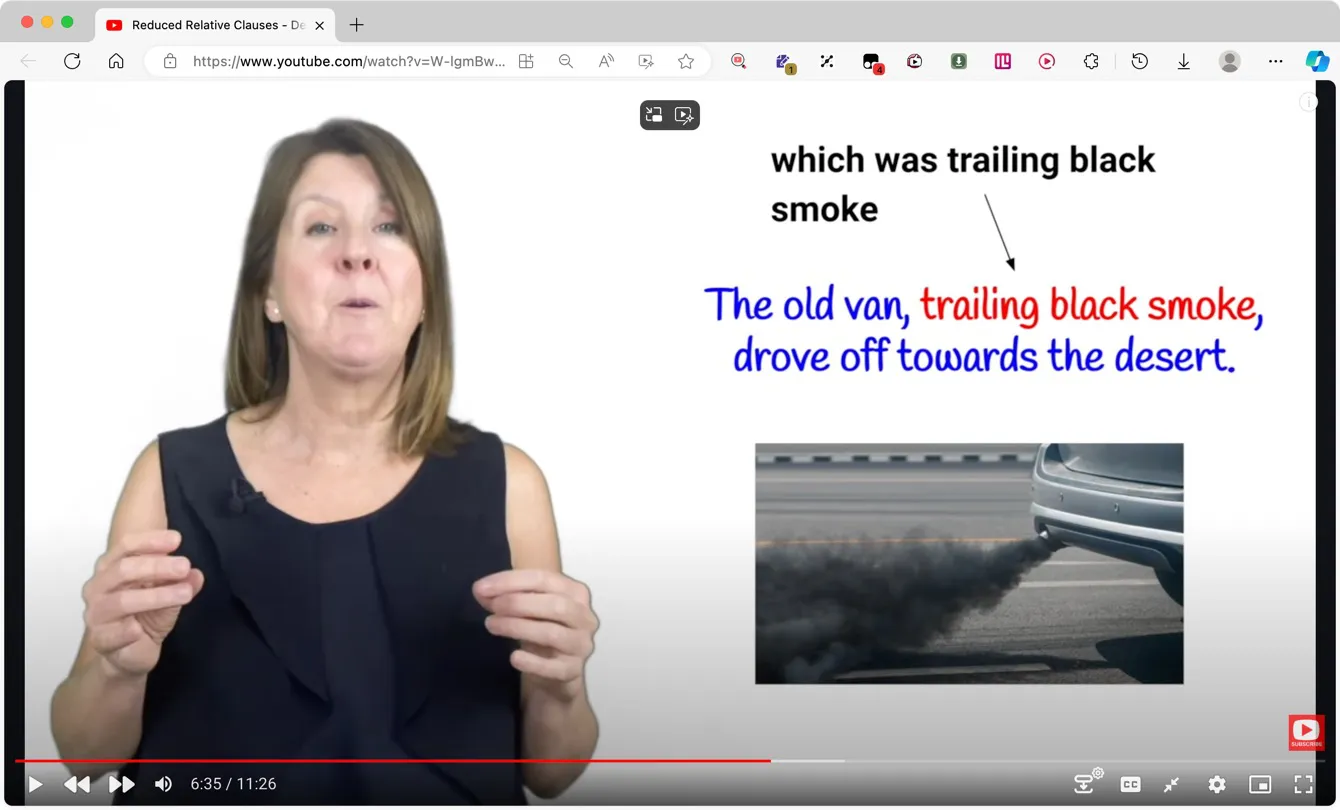 Reduced Relative Clauses - De
https://www.youtube.com/watch?v=W-IgmBw...
1
4
which was trailing black
smoke
The old van, trailing black smoke,
drove off towards the desert.
SUBSCRIBE
6:35 / 11:26
CC